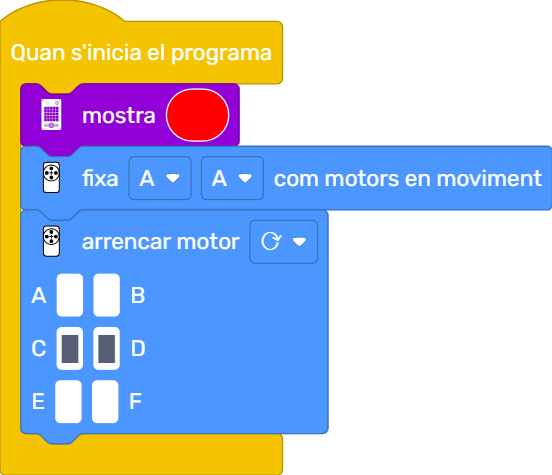 Quan s'inicia el programa
mostra
fixa A A com motors en moviment
arrencar motor
A B
C D
E F